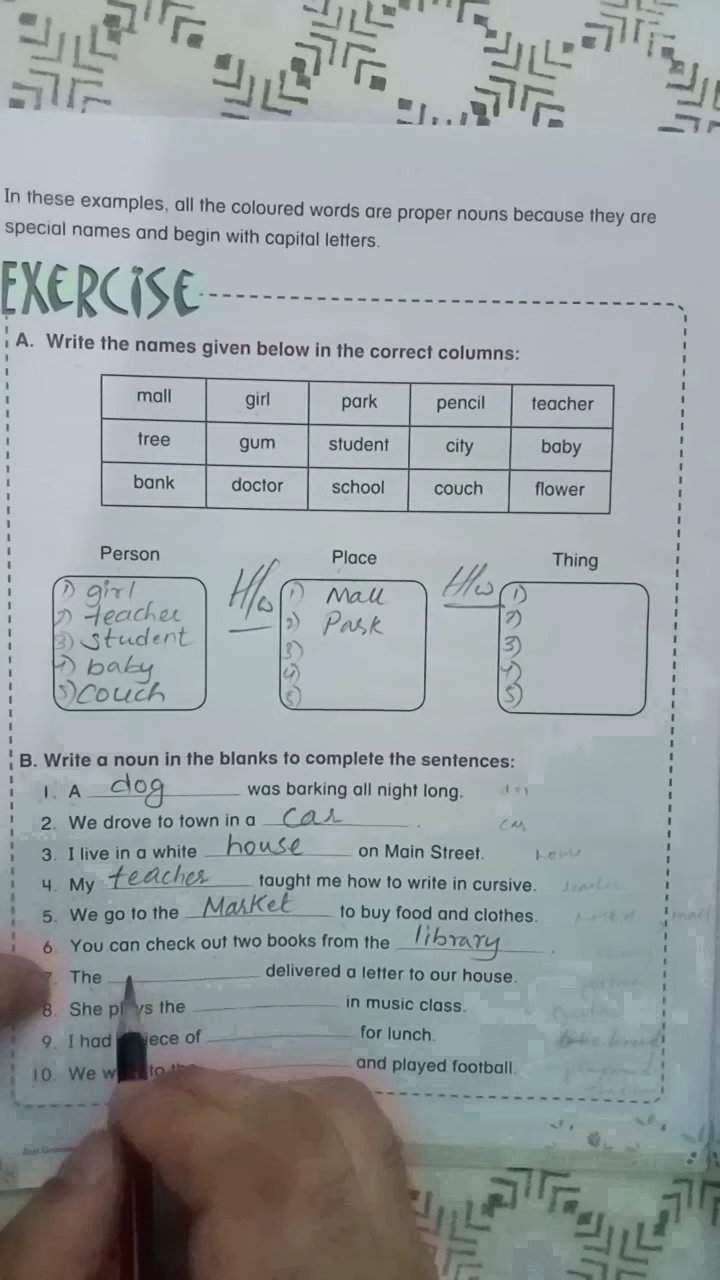 In these examples, all the coloured words are proper nouns because they are
special names and begin with capital letters.
EXERCISE
A. Write the names given below in the correct columns:
mall girl park pencil teacher
tree gum student city baby
bank doctor school couch flower
Person Place Thing
H/w H/w
1) girl 1) Mall 1)
2) teacher 2) Park 2)
3) student 3) 3)
4) baby 4) 4)
5) couch 5) 5)
B. Write a noun in the blanks to complete the sentences:
1. A dog was barking all night long.
2. We drove to town in a car.
car
3. I live in a white house on Main Street.
4. My teacher taught me how to write in cursive.
5. We go to the Market to buy food and clothes.
mall
6. You can check out two books from the library.
7. The delivered a letter to our house.
8. She the in music class.
9. I had of for lunch.
10. We to and played football.